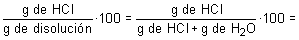 g de HCl / g de disolución · 100 = g de HCl / g de HCl + g de H₂O · 100 =